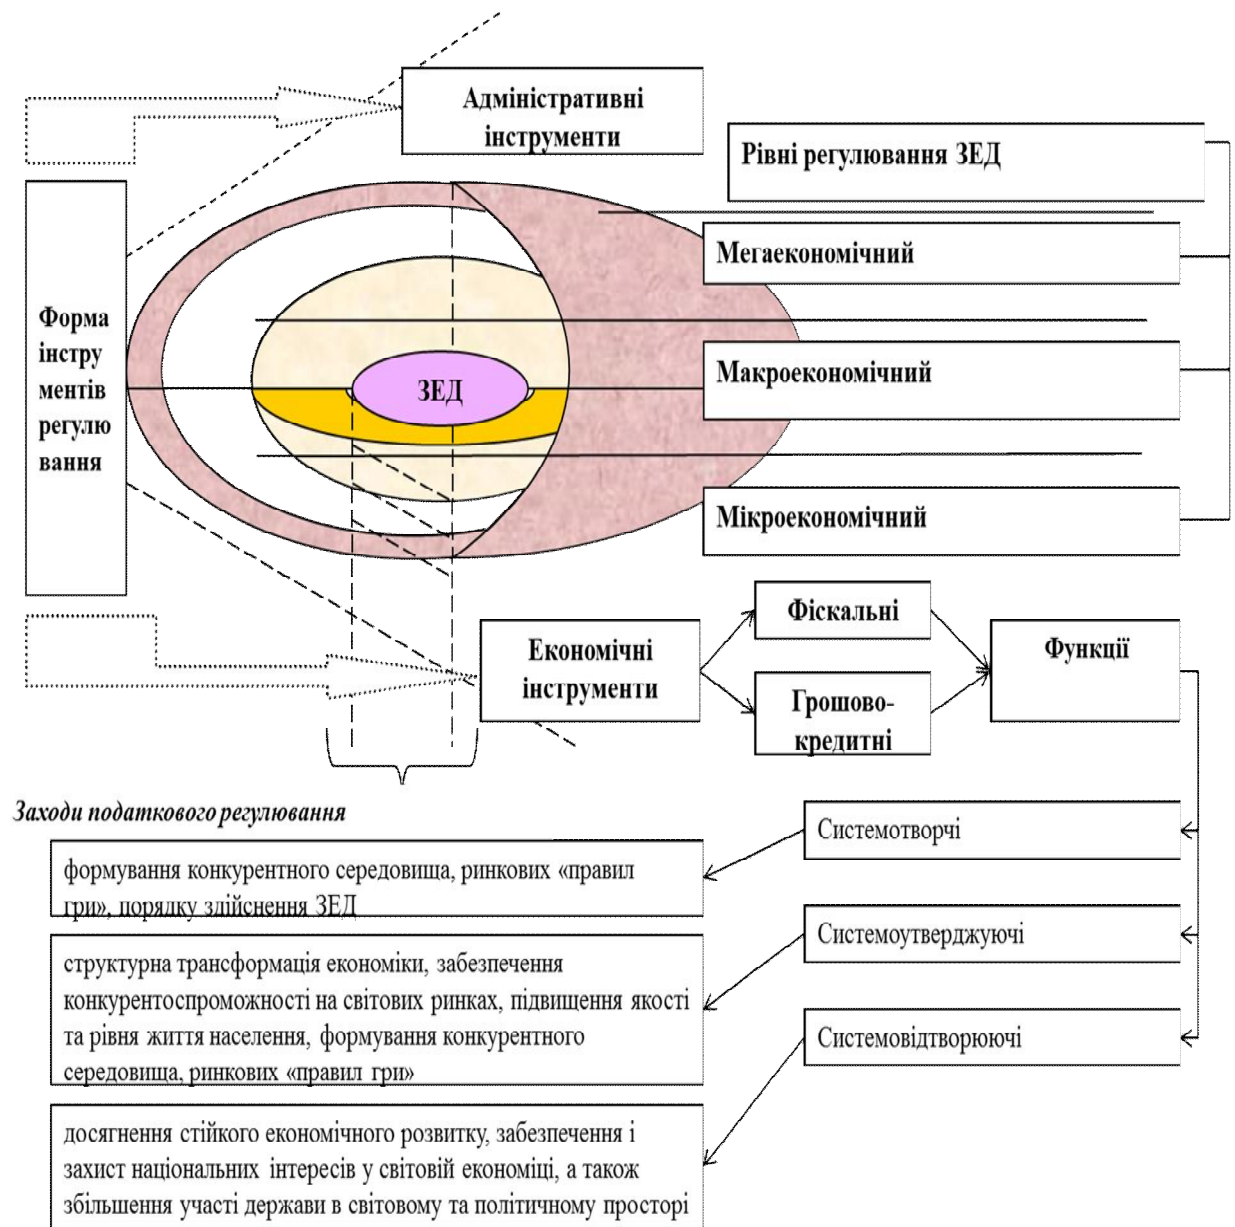 Адміністративні
інструменти
Рівні регулювання ЗЕД
Мегаекономічний
Форма
інстру
ментів
регулю
вання
Макроекономічний
ЗЕД
Мікроекономічний
Економічні
інструменти
Фіскальні
Грошово-
кредитні
Функції
Заходи податкового регулювання
Системотворчі
формування конкурентного середовища, ринкових «правил
гри», порядку здійснення ЗЕД
Системоутверджуючі
структурна трансформація економіки, забезпечення
конкурентоспроможності на світових ринках, підвищення якості
та рівня життя населення, формування конкурентного
середовища, ринкових «правил гри»
Системовідтворюючі
досягнення стійкого економічного розвитку, забезпечення і
захист національних інтересів у світовій економіці, а також
збільшення участі держави в світовому та політичному просторі